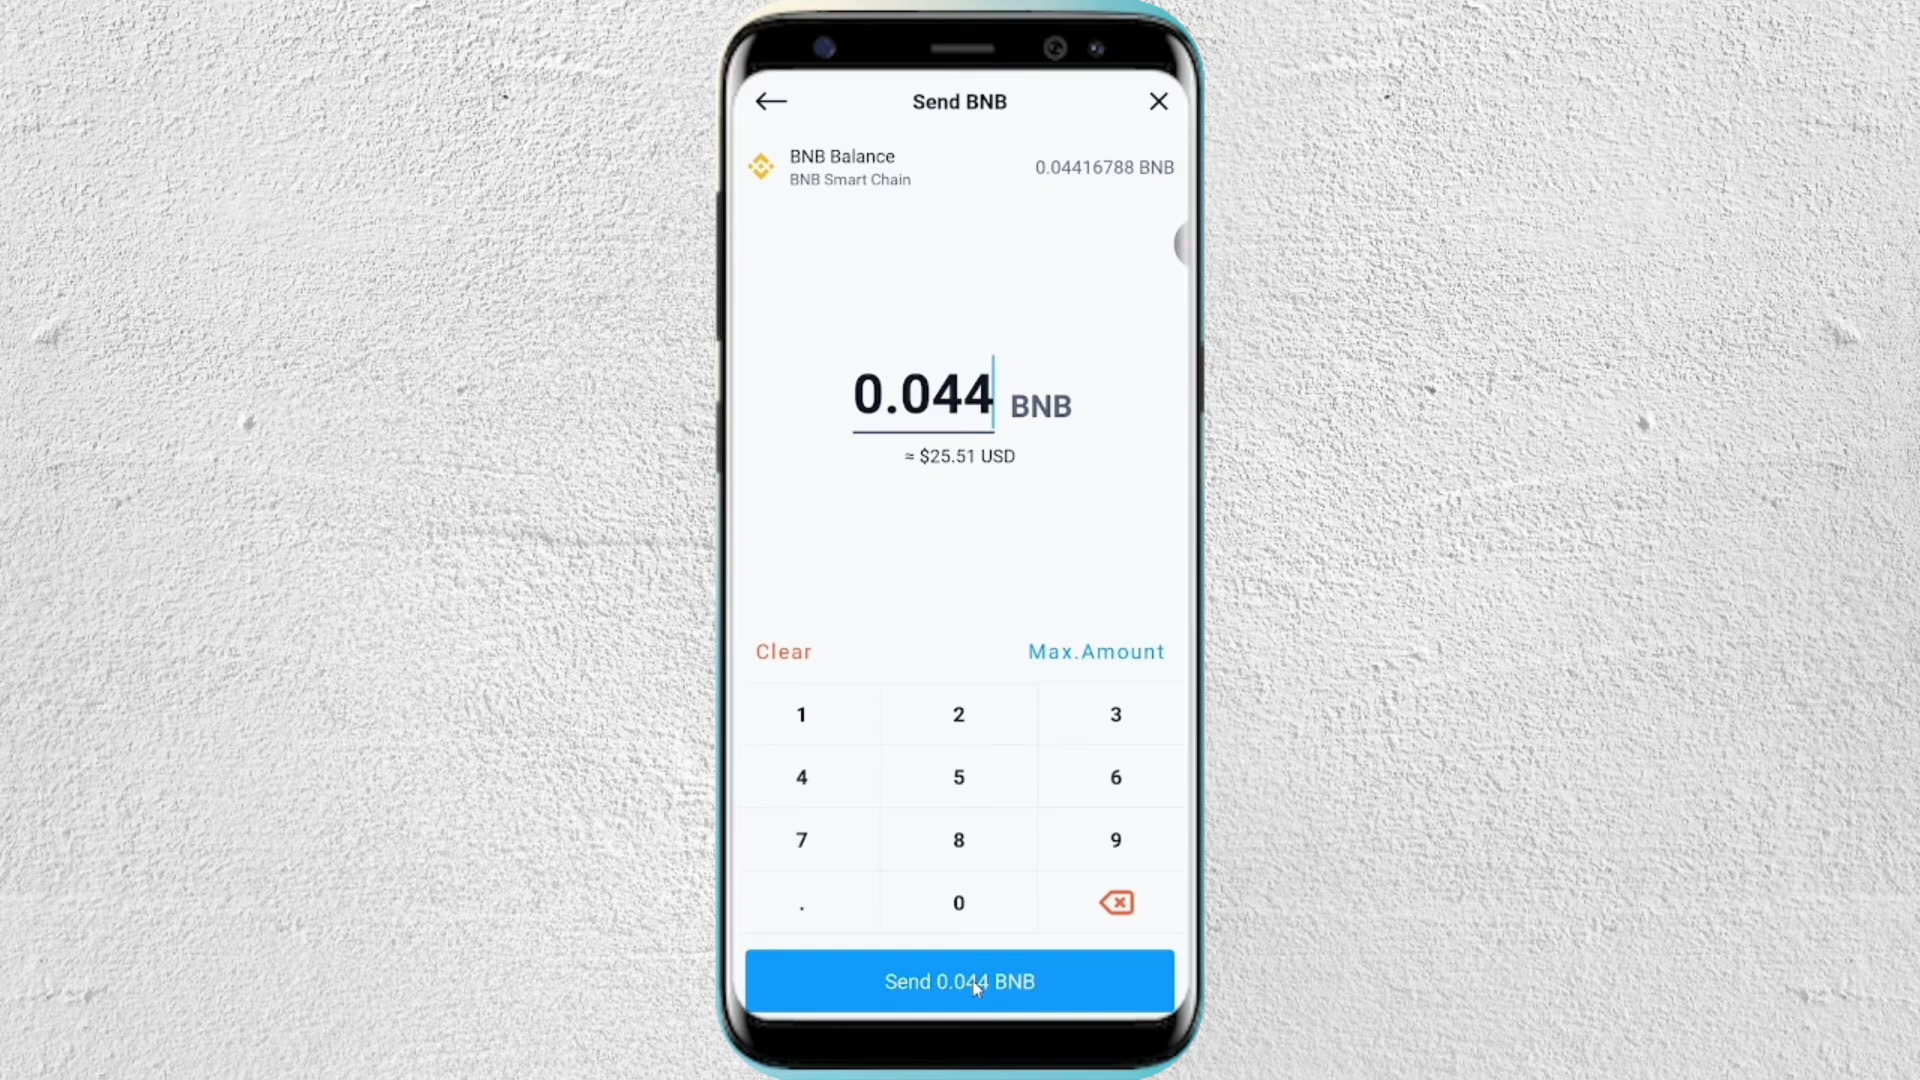 Send BNB
BNB Balance
0.04416788 BNB
BNB Smart Chain
0.044 BNB
≈ $25.51 USD
Clear
Max.Amount
1 2 3
4 5 6
7 8 9
. 0
Send 0.044 BNB